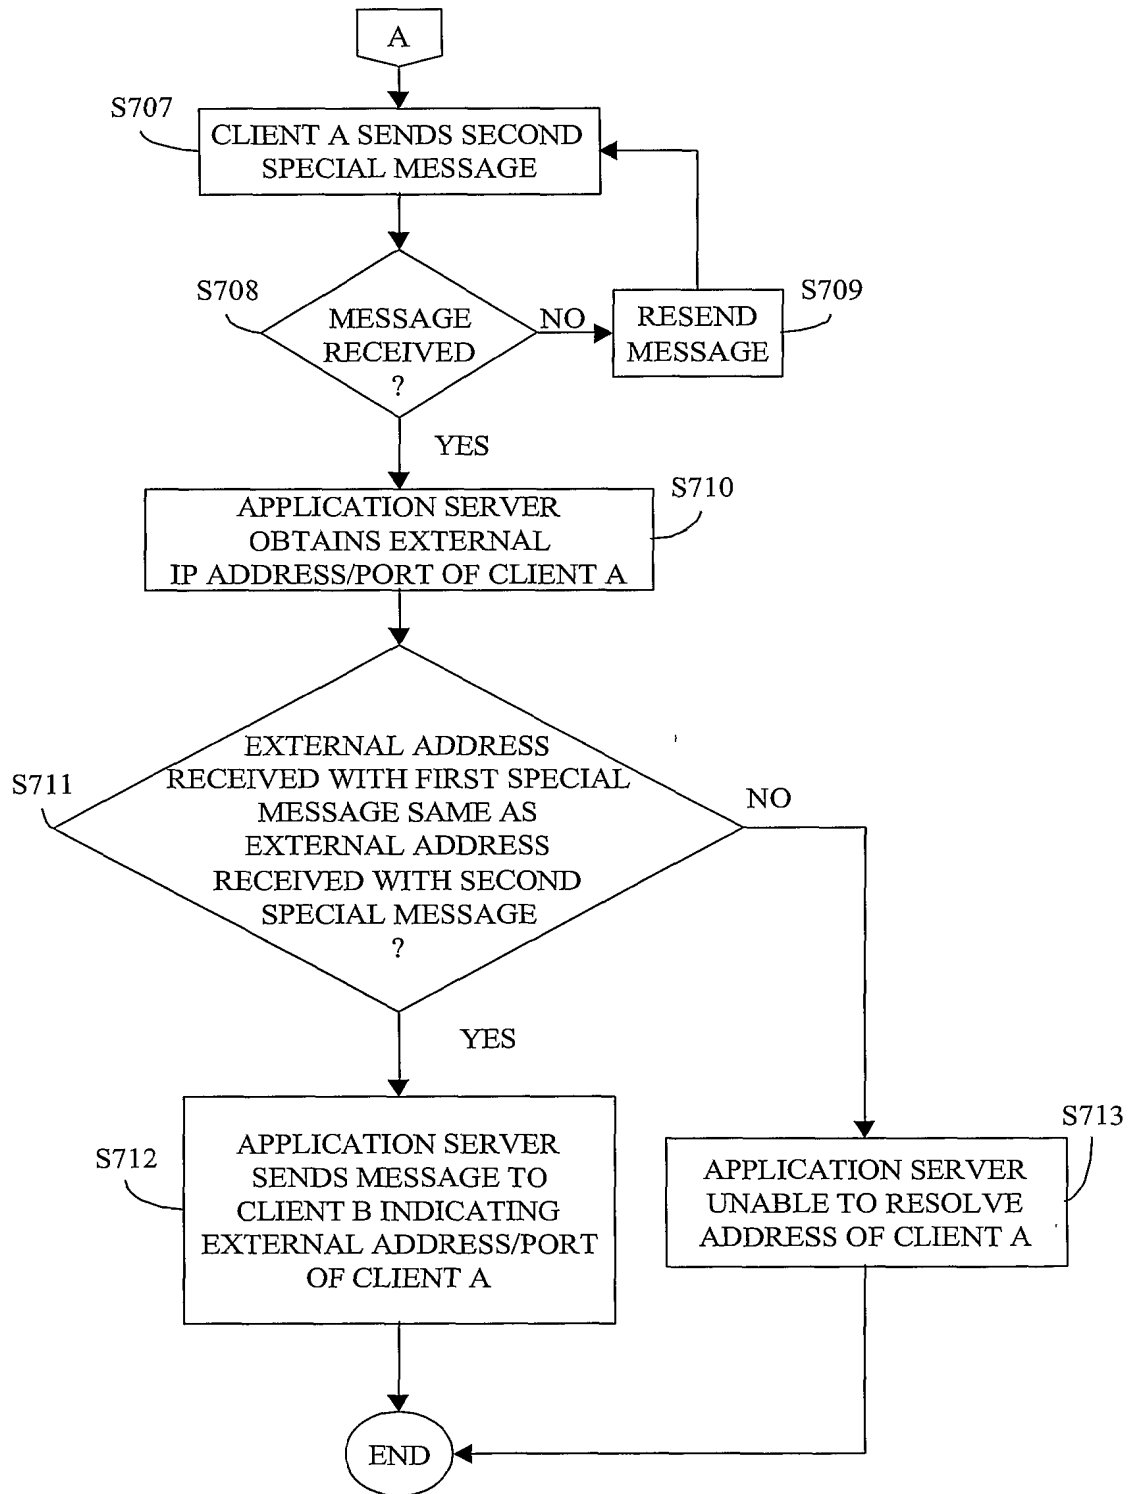 A
S707
CLIENT A SENDS SECOND
SPECIAL MESSAGE
S708
MESSAGE
RECEIVED
?
NO
S709
RESEND
MESSAGE
YES
S710
APPLICATION SERVER
OBTAINS EXTERNAL
IP ADDRESS/PORT OF CLIENT A
S711
EXTERNAL ADDRESS
RECEIVED WITH FIRST SPECIAL
MESSAGE SAME AS
EXTERNAL ADDRESS
RECEIVED WITH SECOND
SPECIAL MESSAGE
?
NO
YES
S712
APPLICATION SERVER
SENDS MESSAGE TO
CLIENT B INDICATING
EXTERNAL ADDRESS/PORT
OF CLIENT A
S713
APPLICATION SERVER
UNABLE TO RESOLVE
ADDRESS OF CLIENT A
END